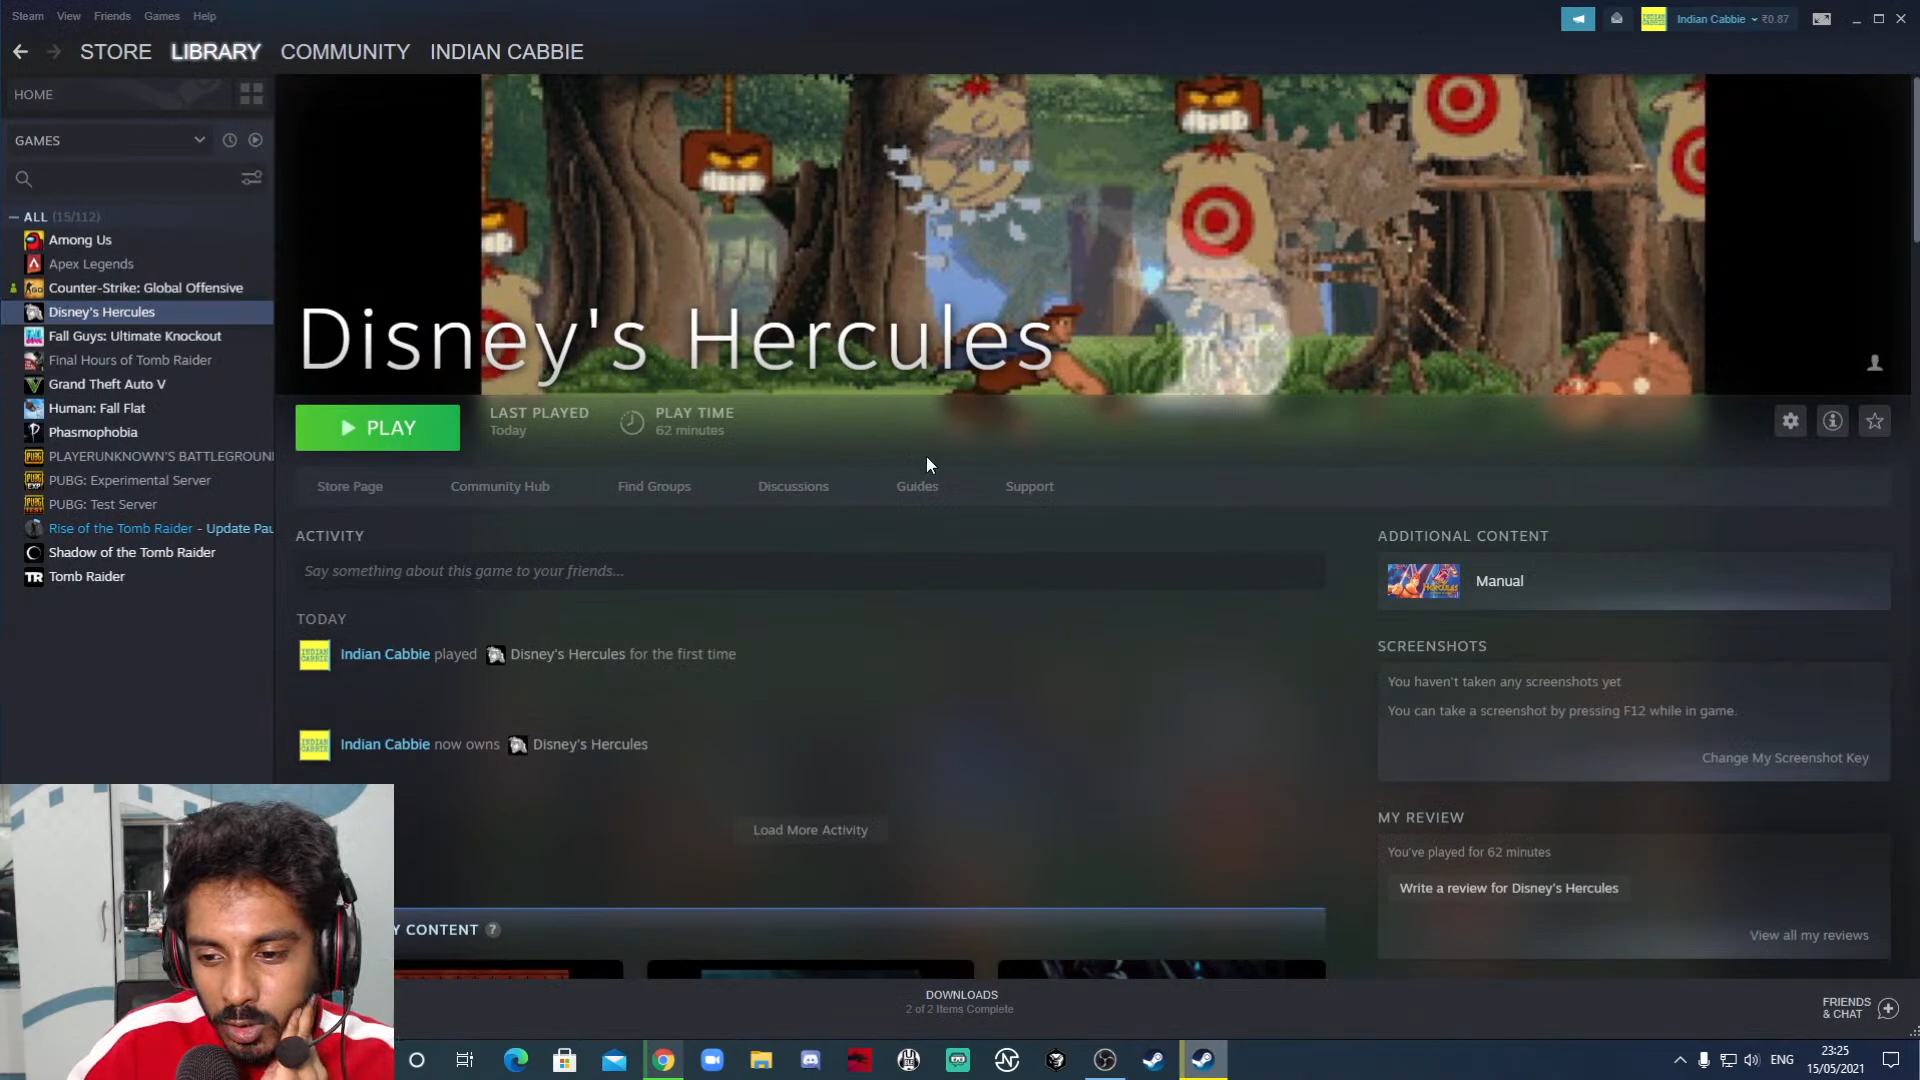 Steam View Friends Games Help
Indian Cabbie ₹0.87
STORE LIBRARY COMMUNITY INDIAN CABBIE
HOME
GAMES
ALL (15/112)
Among Us
Apex Legends
Counter-Strike: Global Offensive
Disney's Hercules
Fall Guys: Ultimate Knockout
Final Hours of Tomb Raider
Grand Theft Auto V
Human: Fall Flat
Phasmophobia
PLAYERUNKNOWN'S BATTLEGROUN
PUBG: Experimental Server
PUBG: Test Server
Rise of the Tomb Raider - Update Pau
Shadow of the Tomb Raider
Tomb Raider
Disney's Hercules
PLAY
LAST PLAYED
Today
PLAY TIME
62 minutes
Store Page Community Hub Find Groups Discussions Guides Support
ACTIVITY
Say something about this game to your friends...
TODAY
Indian Cabbie played Disney's Hercules for the first time
Indian Cabbie now owns Disney's Hercules
Load More Activity
Y CONTENT ?
ADDITIONAL CONTENT
Manual
SCREENSHOTS
You haven't taken any screenshots yet
You can take a screenshot by pressing F12 while in game.
Change My Screenshot Key
MY REVIEW
You've played for 62 minutes
Write a review for Disney's Hercules
View all my reviews
DOWNLOADS
2 of 2 Items Complete
FRIENDS
& CHAT
ENG
23:25
15/05/2021